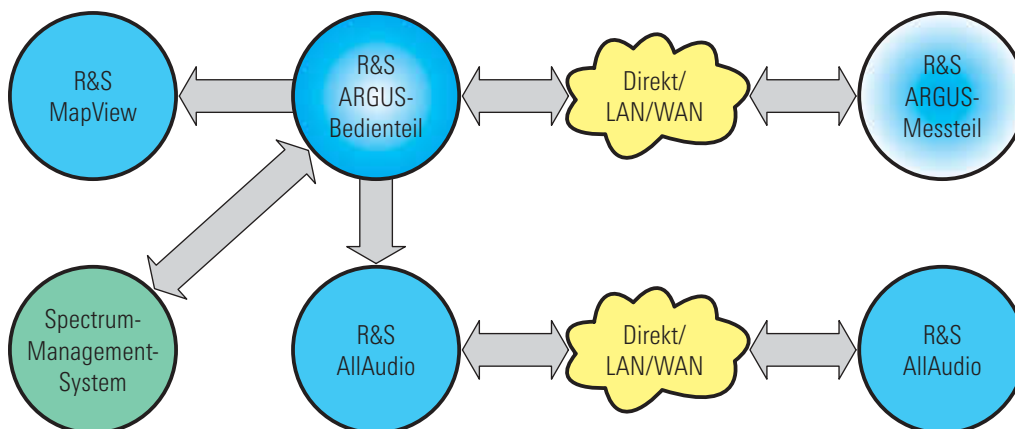 R&S
MapView
R&S
ARGUS-
Bedienteil
Direkt/
LAN/WAN
R&S
ARGUS-
Messteil
Spectrum-
Management-
System
R&S
AllAudio
Direkt/
LAN/WAN
R&S
AllAudio